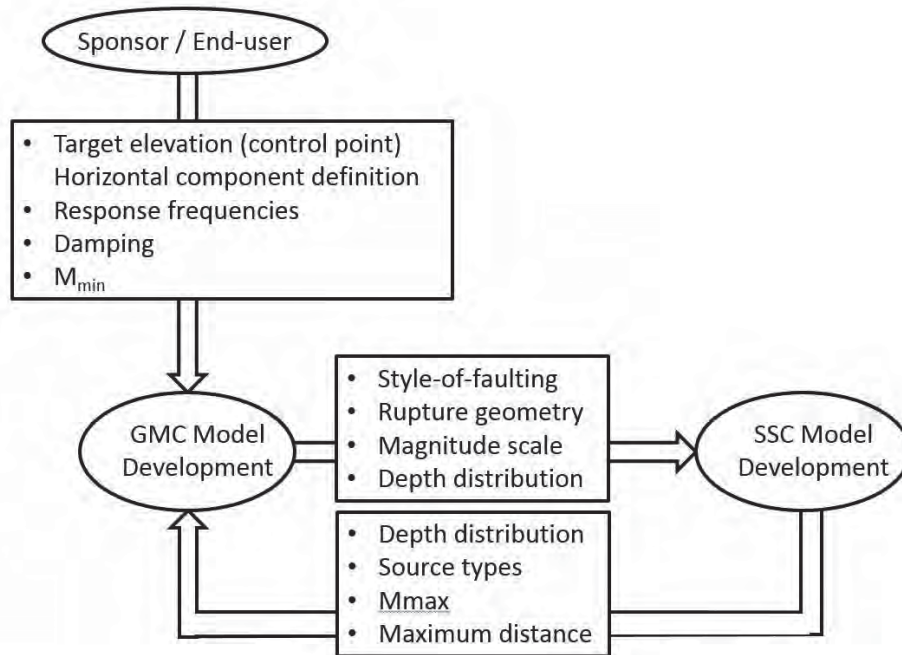 Sponsor / End-user
• Target elevation (control point)
Horizontal component definition
• Response frequencies
• Damping
• Mmin
GMC Model
Development
• Style-of-faulting
• Rupture geometry
• Magnitude scale
• Depth distribution
SSC Model
Development
• Depth distribution
• Source types
• Mmax
• Maximum distance